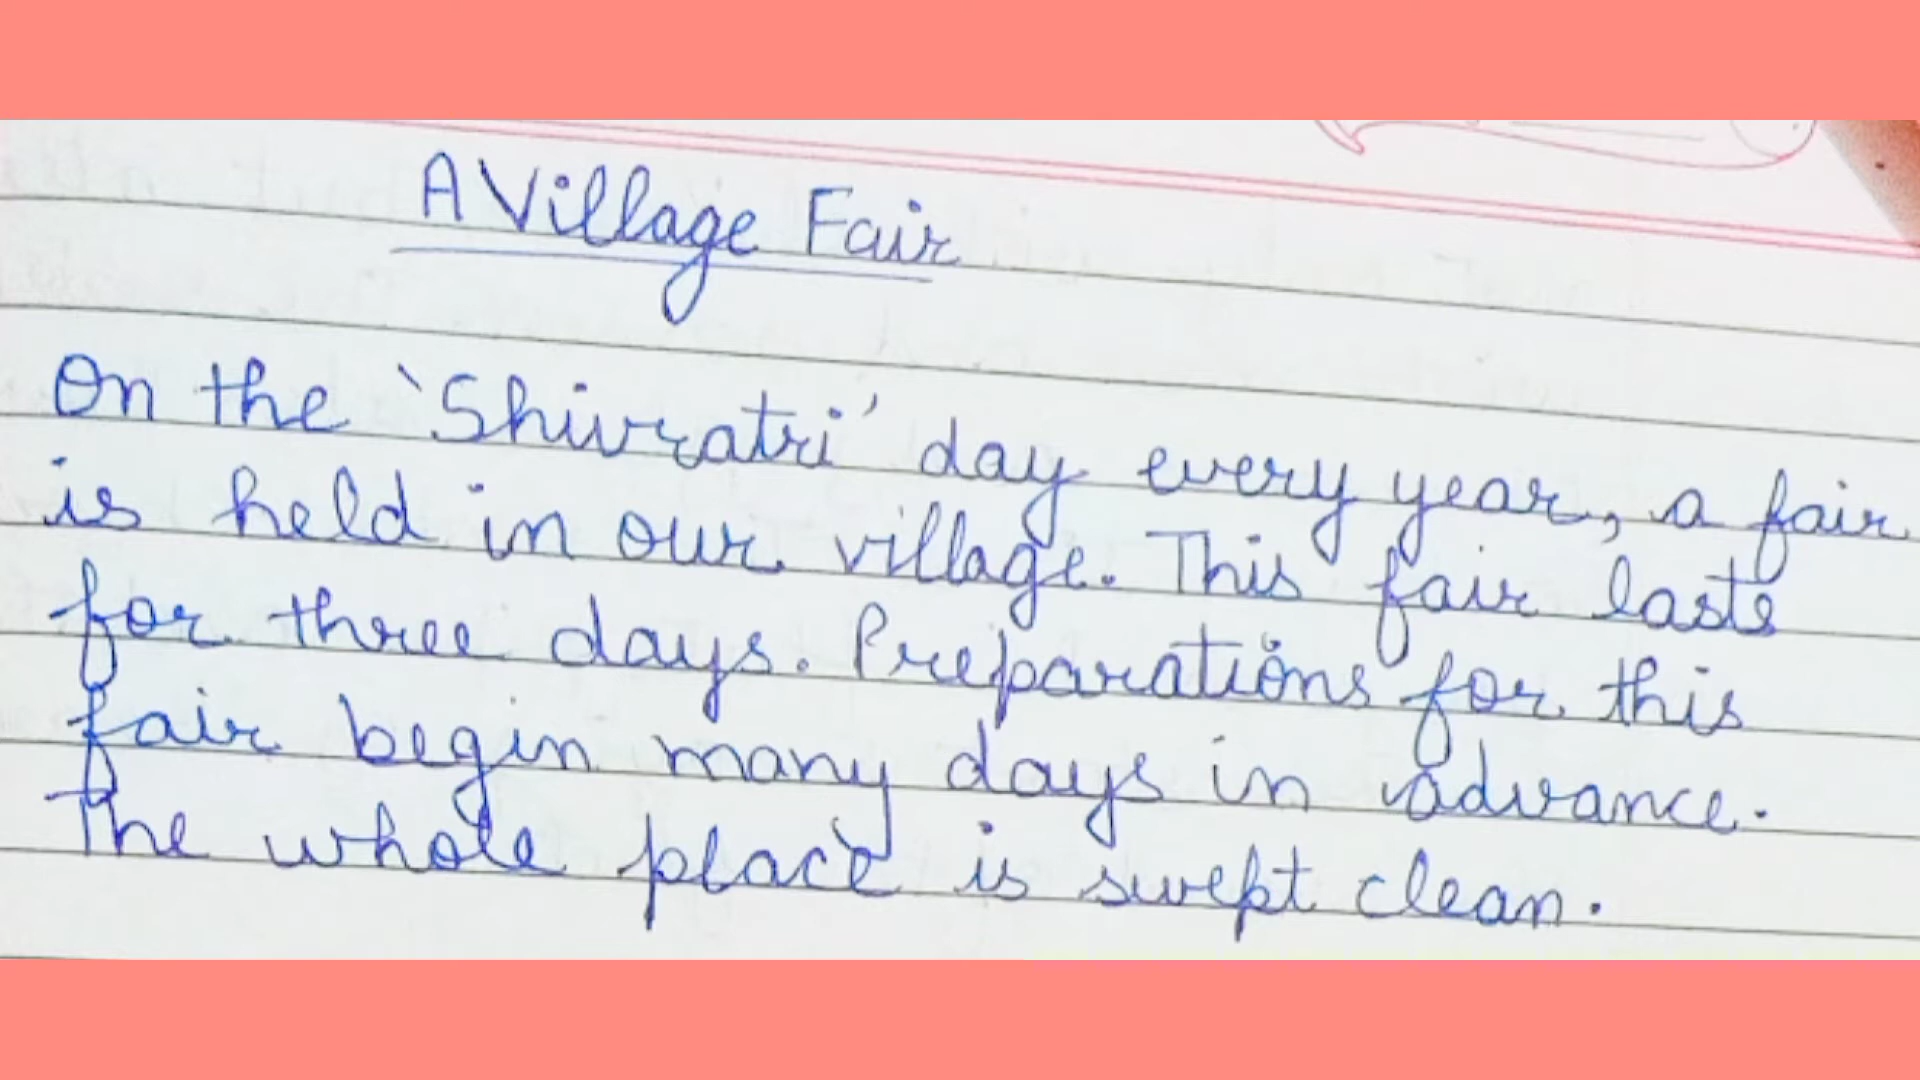 A Village Fair
On the 'Shivratri' day every year, a fair
is held in our village. This fair lasts
for three days. Preparations for this
fair begin many days in advance.
The whole place is swept clean.